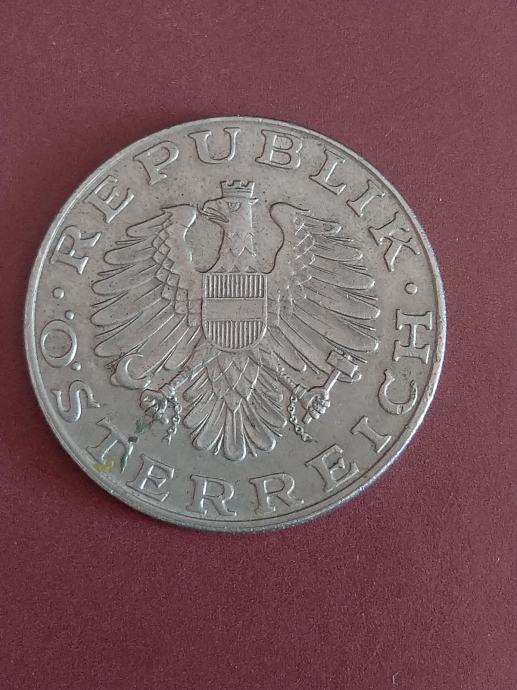 · REPUBLIK · ÖSTERREICH